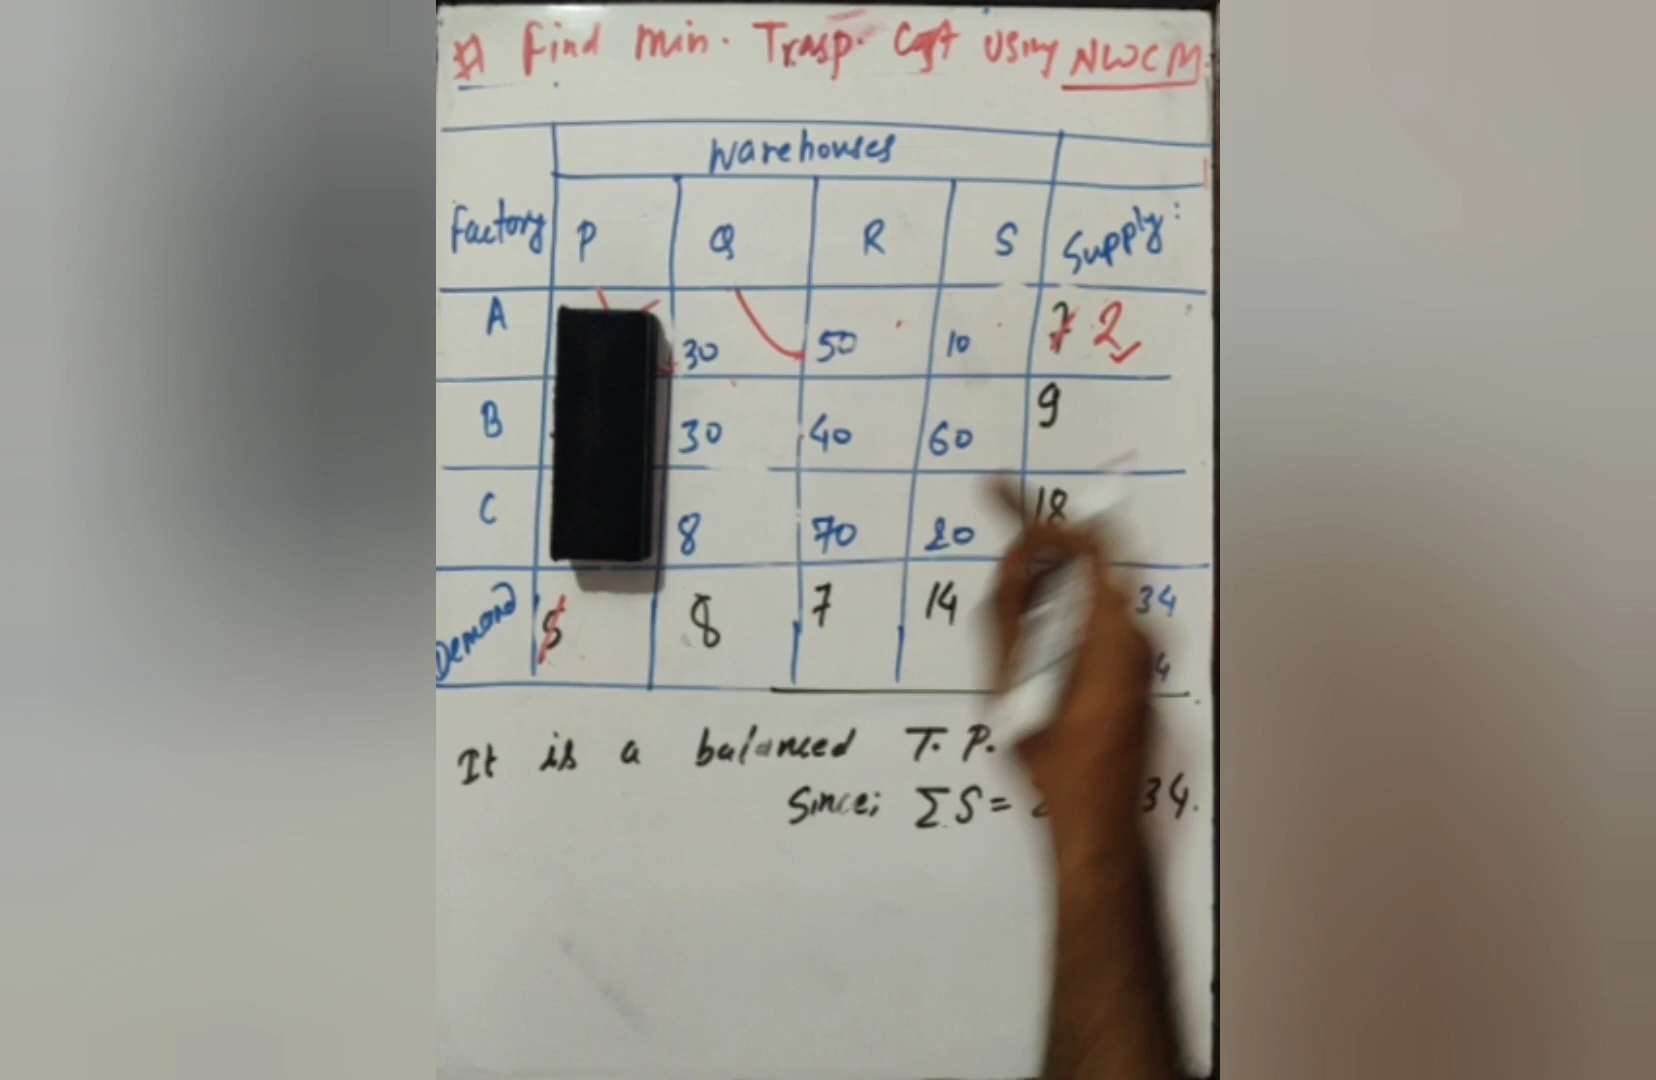 # Find Min. Trasp. Cost Using NWCM.
Warehouses
Factory P Q R S Supply:
A 30 50 10 7 2
B 30 40 60 9
C 8 70 20 18
Demand 5 8 7 14 34
4
It is a balanced T. P.
Since; ΣS = 34.